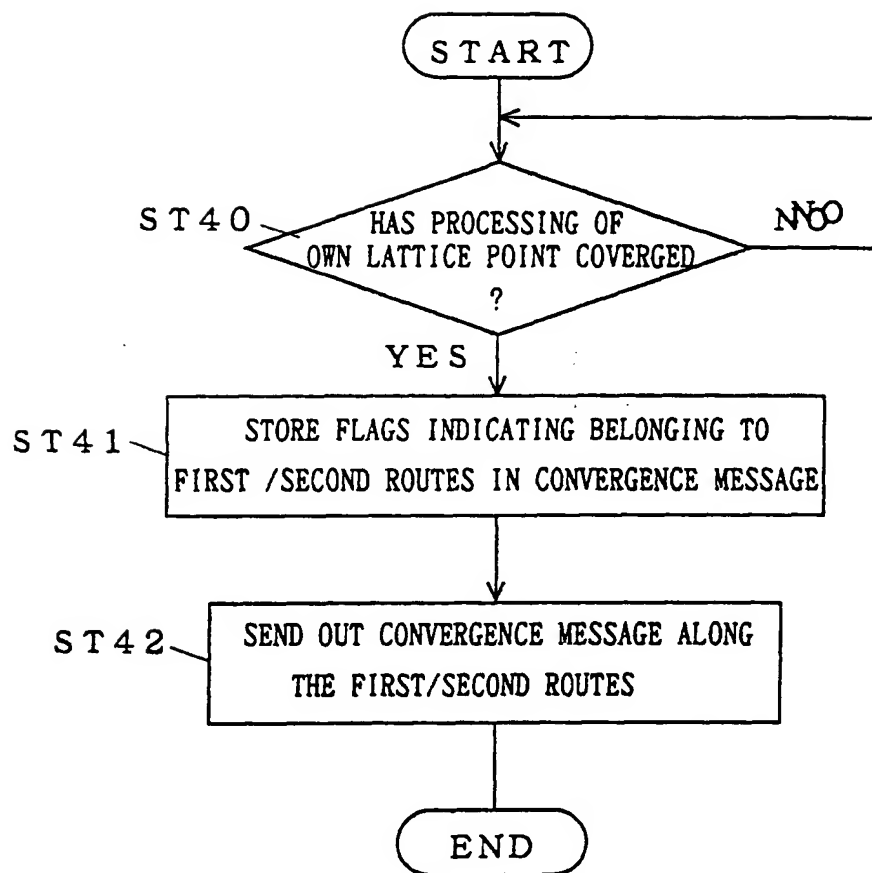 START
ST40
HAS PROCESSING OF
OWN LATTICE POINT COVERGED
?
NO
YES
ST41
STORE FLAGS INDICATING BELONGING TO
FIRST /SECOND ROUTES IN CONVERGENCE MESSAGE
ST42
SEND OUT CONVERGENCE MESSAGE ALONG
THE FIRST/SECOND ROUTES
END